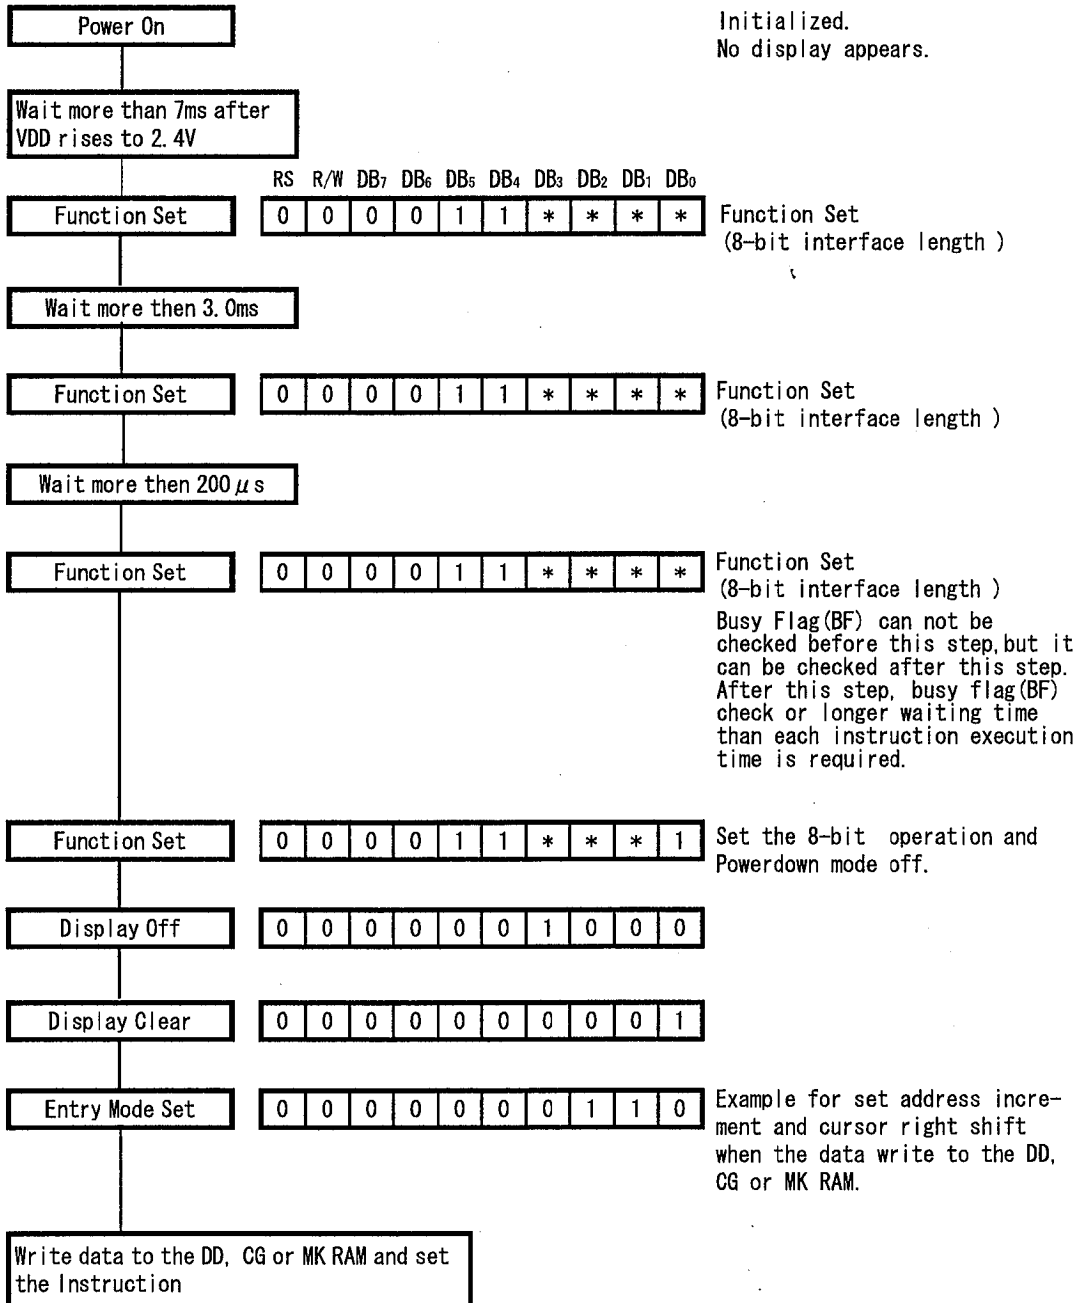 Power On
Initialized.
No display appears.
Wait more than 7ms after
VDD rises to 2.4V
RS R/W DB7 DB6 DB5 DB4 DB3 DB2 DB1 DB0
Function Set 0 0 0 0 1 1 * * * * Function Set
(8-bit interface length )
Wait more then 3.0ms
Function Set 0 0 0 0 1 1 * * * * Function Set
(8-bit interface length )
Wait more then 200μs
Function Set 0 0 0 0 1 1 * * * * Function Set
(8-bit interface length )
Busy Flag(BF) can not be
checked before this step,but it
can be checked after this step.
After this step, busy flag(BF)
check or longer waiting time
than each instruction execution
time is required.
Function Set 0 0 0 0 1 1 * * * 1 Set the 8-bit operation and
Powerdown mode off.
Display Off 0 0 0 0 0 0 1 0 0 0
Display Clear 0 0 0 0 0 0 0 0 0 1
Entry Mode Set 0 0 0 0 0 0 0 1 1 0 Example for set address incre-
ment and cursor right shift
when the data write to the DD,
CG or MK RAM.
Write data to the DD, CG or MK RAM and set
the Instruction